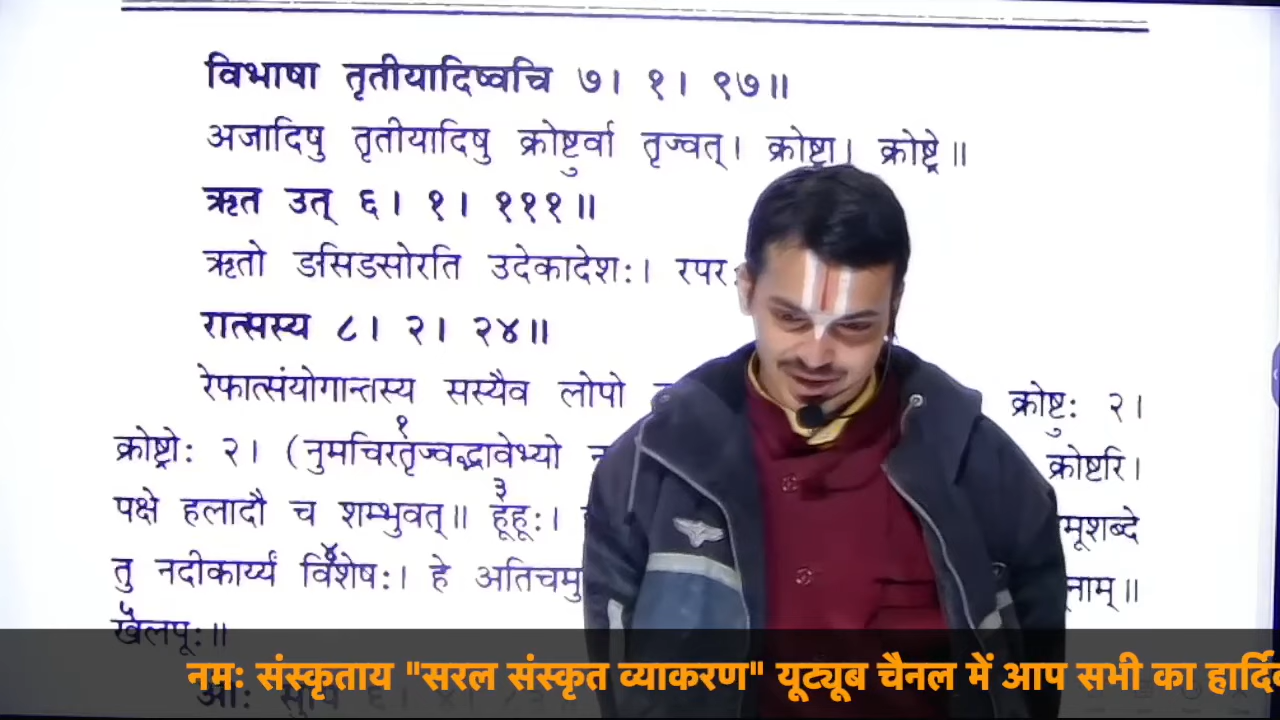 विभाषा तृतीयादिष्वचि ७। १। ९७॥
अजादिषु तृतीयादिषु क्रोष्टुर्वा तृज्वत्। क्रोष्ट्रा। क्रोष्ट्रे॥
ऋत उत् ६। १। १११॥
ऋतो ङसिङसोरति उदेकादेशः। रपरः
रात्सस्य ८। २। २४॥
रेफात्संयोगान्तस्य सस्यैव लोपो क्रोष्टुः २।
क्रोष्ट्रोः २। (नुमचिरतृज्वद्भावेभ्यो क्रोष्टरि।
पक्षे हलादौ च शम्भुवत्॥ हूहूः। चमूशब्दे
तु नदीकार्य्यं विशेषः। हे अतिचमु
खलपूः॥
नमः संस्कृताय "सरल संस्कृत व्याकरण" यूट्यूब चैनल में आप सभी का